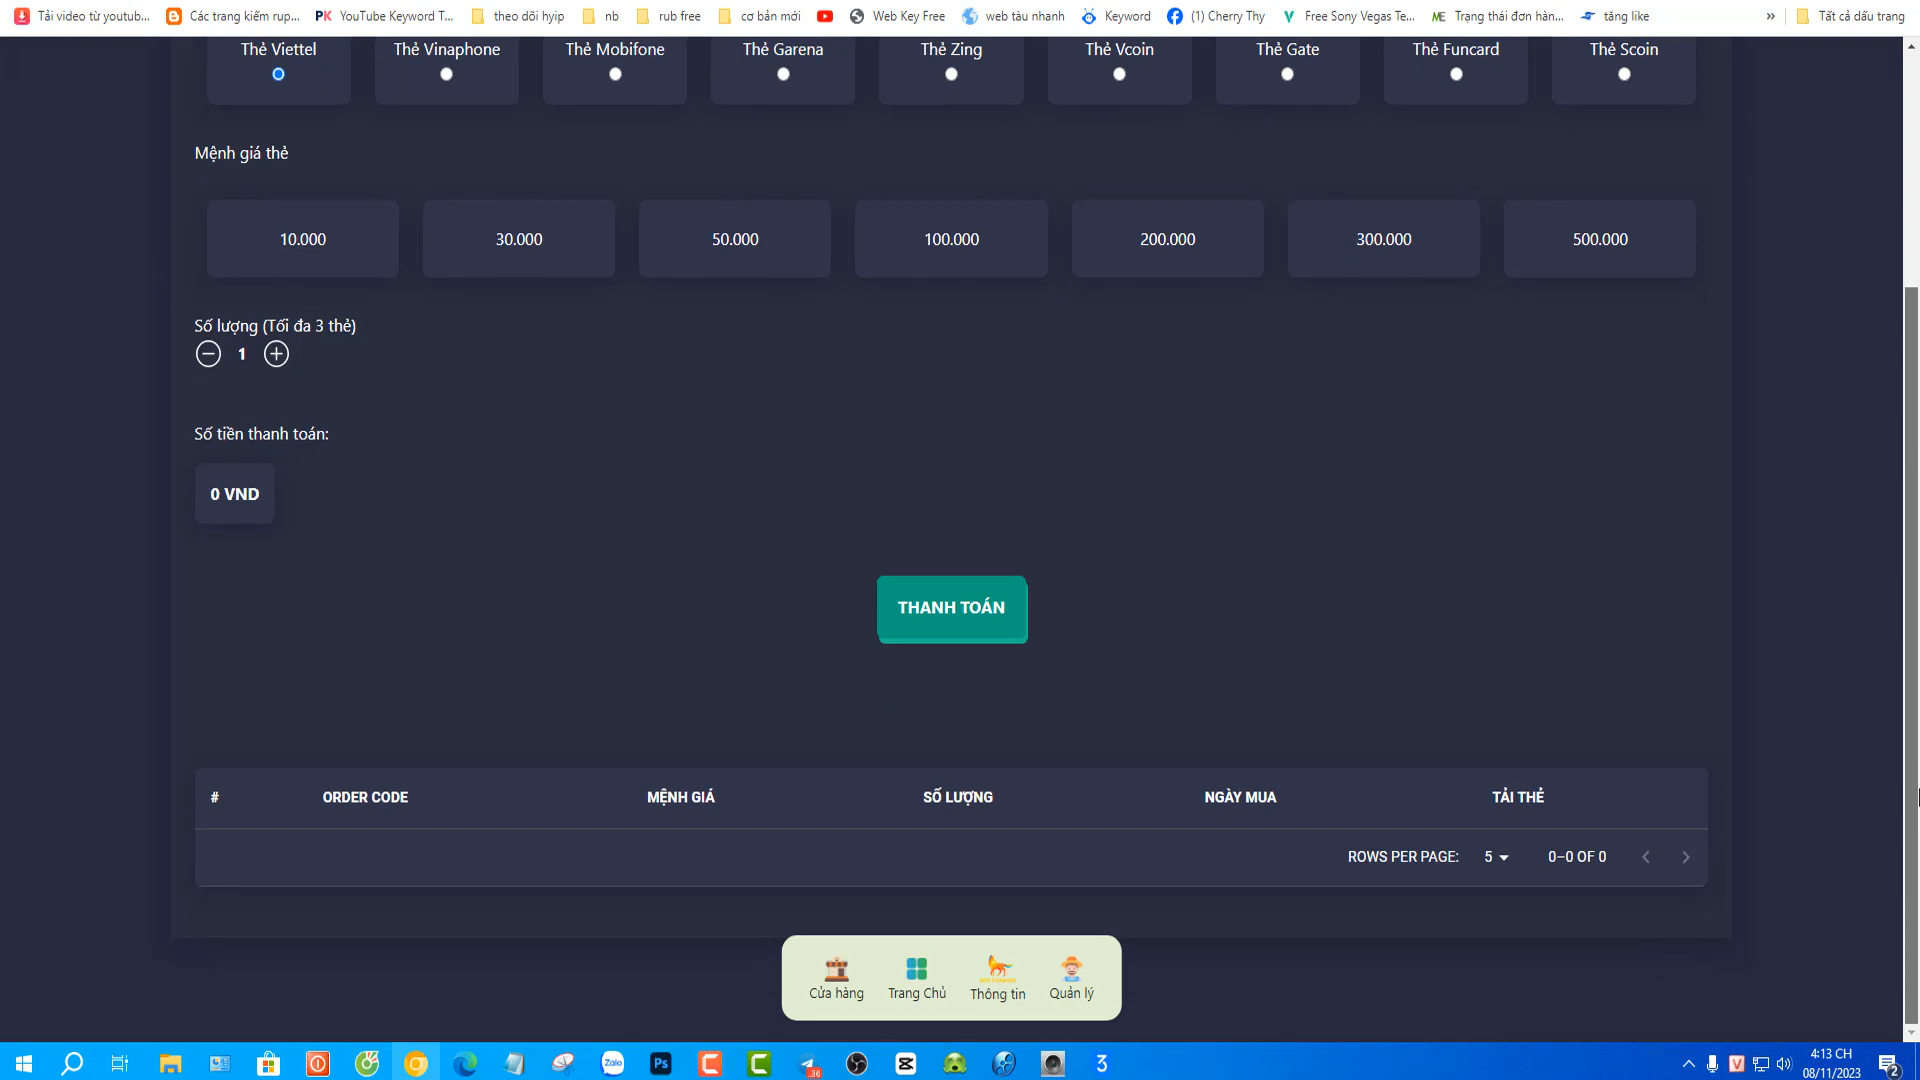 Tải video từ youtub... Các trang kiếm rup... PK YouTube Keyword T... theo dõi hyip nb rub free cơ bản mới Web Key Free web tàu nhanh Keyword (1) Cherry Thy Free Sony Vegas Te... ME Trạng thái đơn hàn... tăng like » Tất cả dấu trang
Thẻ Viettel Thẻ Vinaphone Thẻ Mobifone Thẻ Garena Thẻ Zing Thẻ Vcoin Thẻ Gate Thẻ Funcard Thẻ Scoin
Mệnh giá thẻ
10.000 30.000 50.000 100.000 200.000 300.000 500.000
Số lượng (Tối đa 3 thẻ)
1
Số tiền thanh toán:
0 VND
THANH TOÁN
# ORDER CODE MỆNH GIÁ SỐ LƯỢNG NGÀY MUA TẢI THẺ
ROWS PER PAGE: 5 0–0 OF 0
Cửa hàng Trang Chủ Thông tin Quản lý
Zalo Ps 36 3 V 4:13 CH
08/11/2023 2